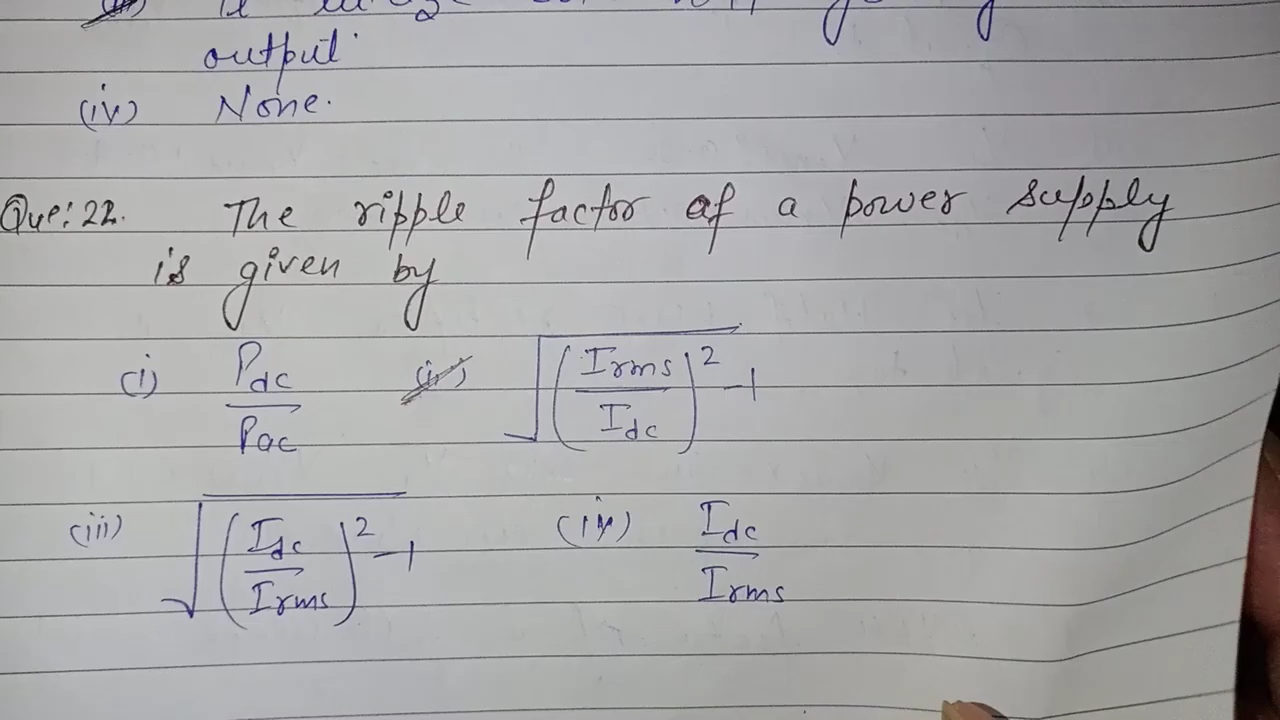 output.
(iv) None.
Que: 22. The ripple factor of a power supply
is given by
(i) Pdc / Pac (ii) √((Irms / Idc)² - 1)
(iii) √((Idc / Irms)² - 1) (iv) Idc / Irms